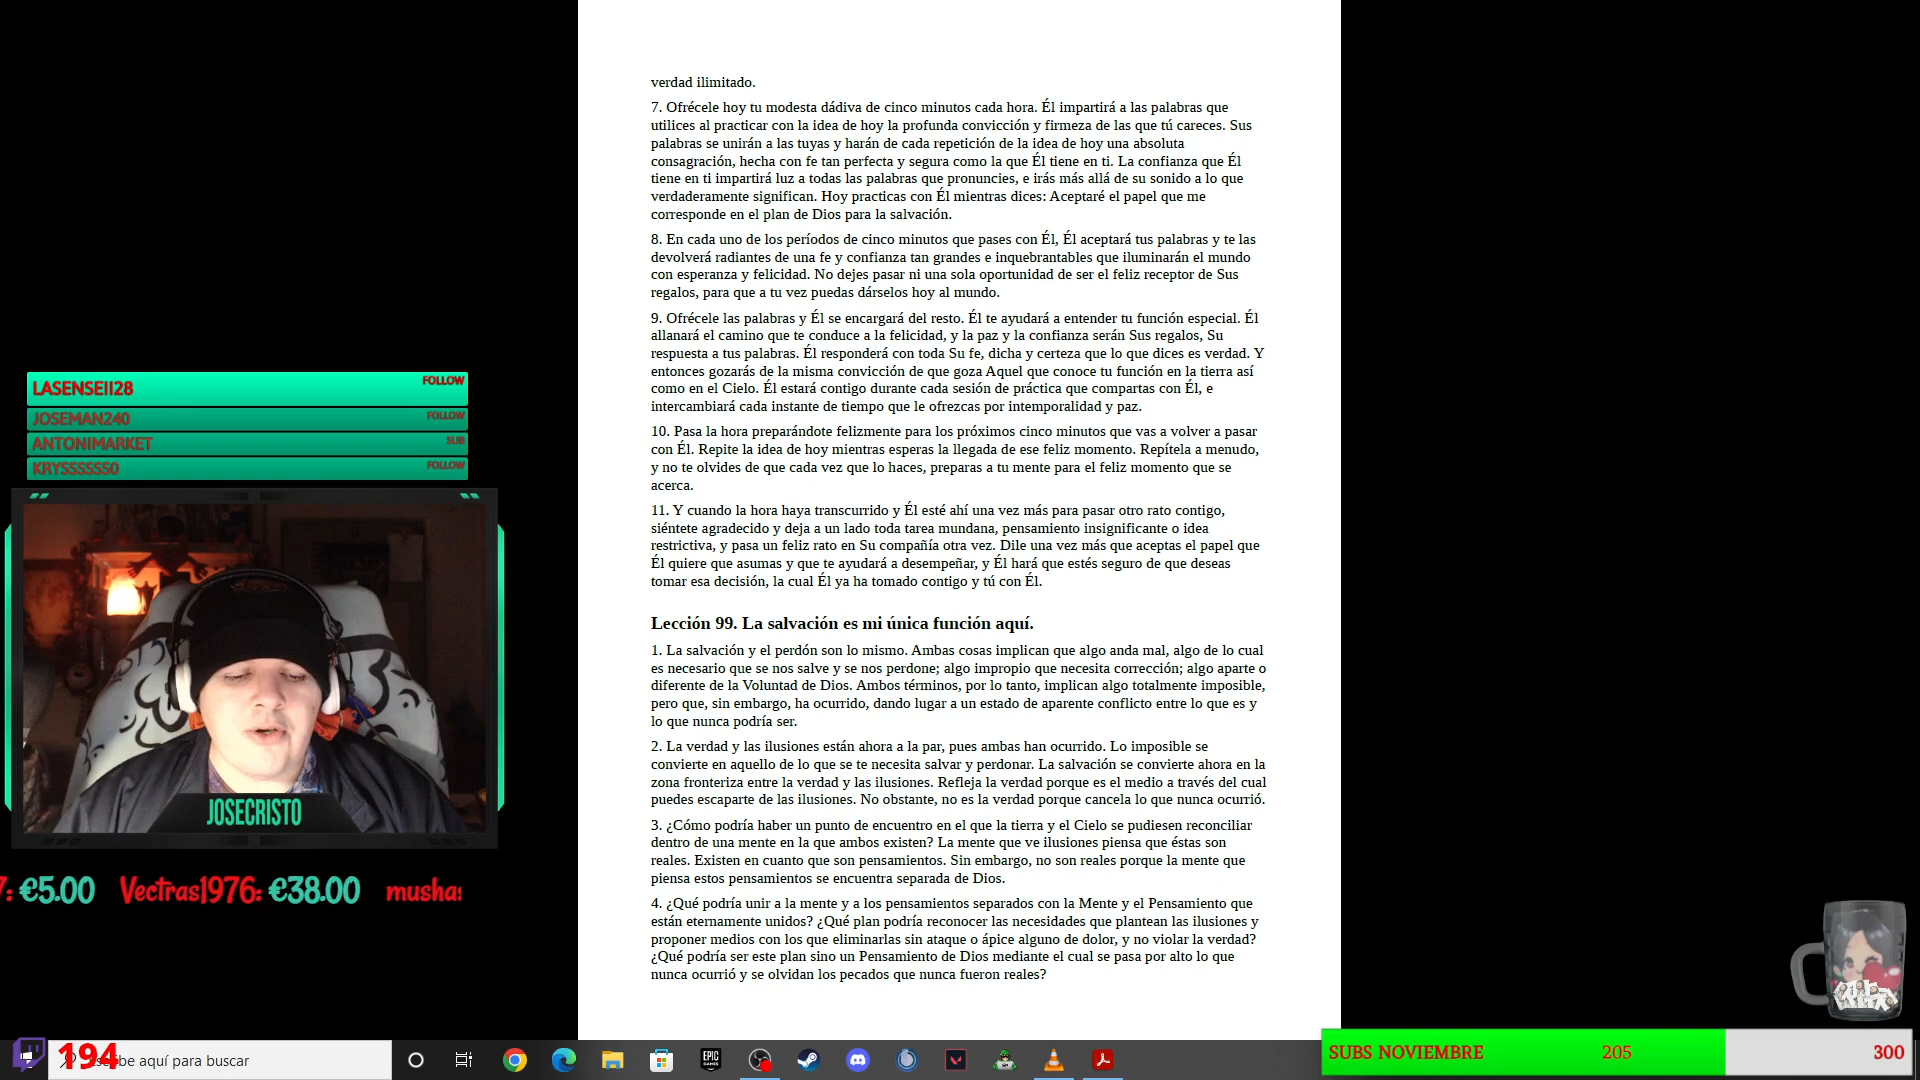 verdad ilimitado.
7. Ofrécele hoy tu modesta dádiva de cinco minutos cada hora. Él impartirá a las palabras que
utilices al practicar con la idea de hoy la profunda convicción y firmeza de las que tú careces. Sus
palabras se unirán a las tuyas y harán de cada repetición de la idea de hoy una absoluta
consagración, hecha con fe tan perfecta y segura como la que Él tiene en ti. La confianza que Él
tiene en ti impartirá luz a todas las palabras que pronuncies, e irás más allá de su sonido a lo que
verdaderamente significan. Hoy practicas con Él mientras dices: Aceptaré el papel que me
corresponde en el plan de Dios para la salvación.
8. En cada uno de los períodos de cinco minutos que pases con Él, Él aceptará tus palabras y te las
devolverá radiantes de una fe y confianza tan grandes e inquebrantables que iluminarán el mundo
con esperanza y felicidad. No dejes pasar ni una sola oportunidad de ser el feliz receptor de Sus
regalos, para que a tu vez puedas dárselos hoy al mundo.
9. Ofrécele las palabras y Él se encargará del resto. Él te ayudará a entender tu función especial. Él
allanará el camino que te conduce a la felicidad, y la paz y la confianza serán Sus regalos, Su
respuesta a tus palabras. Él responderá con toda Su fe, dicha y certeza que lo que dices es verdad. Y
entonces gozarás de la misma convicción de que goza Aquel que conoce tu función en la tierra así
como en el Cielo. Él estará contigo durante cada sesión de práctica que compartas con Él, e
intercambiará cada instante de tiempo que le ofrezcas por intemporalidad y paz.
10. Pasa la hora preparándote felizmente para los próximos cinco minutos que vas a volver a pasar
con Él. Repite la idea de hoy mientras esperas la llegada de ese feliz momento. Repítela a menudo,
y no te olvides de que cada vez que lo haces, preparas a tu mente para el feliz momento que se
acerca.
11. Y cuando la hora haya transcurrido y Él esté ahí una vez más para pasar otro rato contigo,
siéntete agradecido y deja a un lado toda tarea mundana, pensamiento insignificante o idea
restrictiva, y pasa un feliz rato en Su compañía otra vez. Dile una vez más que aceptas el papel que
Él quiere que asumas y que te ayudará a desempeñar, y Él hará que estés seguro de que deseas
tomar esa decisión, la cual Él ya ha tomado contigo y tú con Él.
Lección 99. La salvación es mi única función aquí.
1. La salvación y el perdón son lo mismo. Ambas cosas implican que algo anda mal, algo de lo cual
es necesario que se nos salve y se nos perdone; algo impropio que necesita corrección; algo aparte o
diferente de la Voluntad de Dios. Ambos términos, por lo tanto, implican algo totalmente imposible,
pero que, sin embargo, ha ocurrido, dando lugar a un estado de aparente conflicto entre lo que es y
lo que nunca podría ser.
2. La verdad y las ilusiones están ahora a la par, pues ambas han ocurrido. Lo imposible se
convierte en aquello de lo que se te necesita salvar y perdonar. La salvación se convierte ahora en la
zona fronteriza entre la verdad y las ilusiones. Refleja la verdad porque es el medio a través del cual
puedes escaparte de las ilusiones. No obstante, no es la verdad porque cancela lo que nunca ocurrió.
3. ¿Cómo podría haber un punto de encuentro en el que la tierra y el Cielo se pudiesen reconciliar
dentro de una mente en la que ambos existen? La mente que ve ilusiones piensa que éstas son
reales. Existen en cuanto que son pensamientos. Sin embargo, no son reales porque la mente que
piensa estos pensamientos se encuentra separada de Dios.
4. ¿Qué podría unir a la mente y a los pensamientos separados con la Mente y el Pensamiento que
están eternamente unidos? ¿Qué plan podría reconocer las necesidades que plantean las ilusiones y
proponer medios con los que eliminarlas sin ataque o ápice alguno de dolor, y no violar la verdad?
¿Qué podría ser este plan sino un Pensamiento de Dios mediante el cual se pasa por alto lo que
nunca ocurrió y se olvidan los pecados que nunca fueron reales?
LASENSEII28 FOLLOW
JOSEMAN240 FOLLOW
ANTONIMARKET SUB
KRYSSSSSS0 FOLLOW
JOSECRISTO
7: €5.00 Vectras1976: €38.00 mushas
194
be aquí para buscar
EPIC GAMES
SUBS NOVIEMBRE 205 300